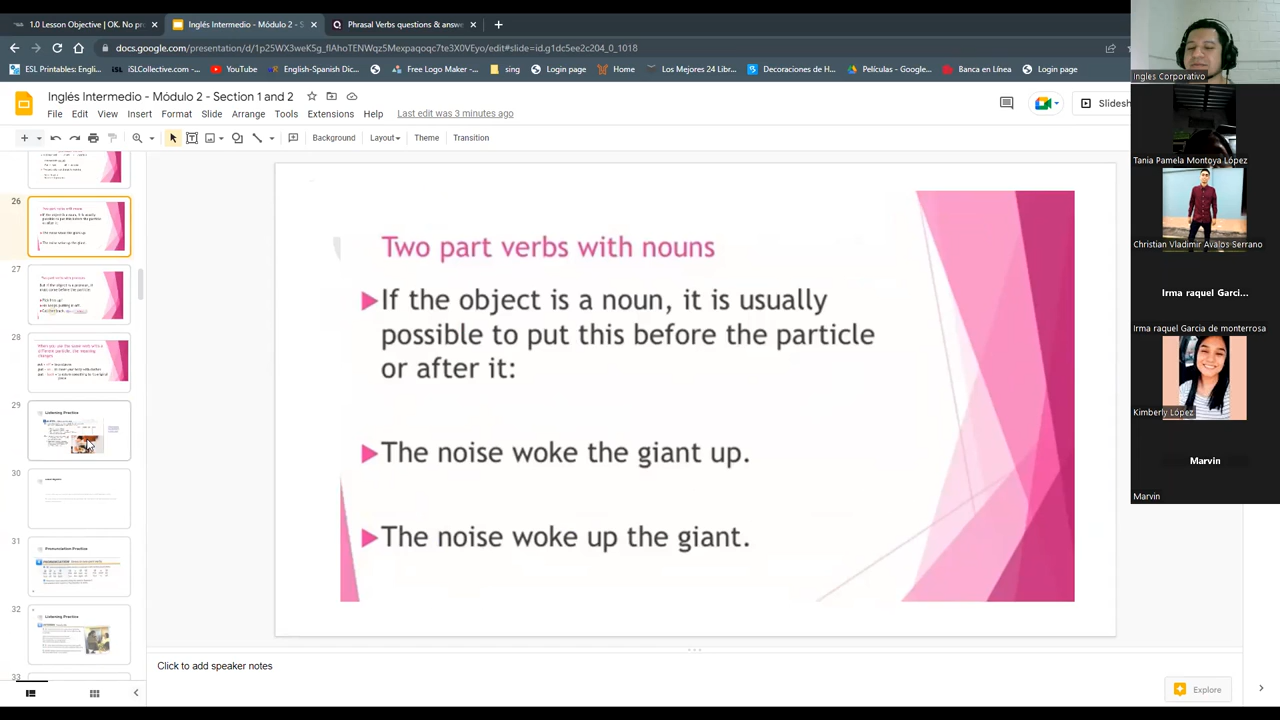 1.0 Lesson Objective | OK. No pr
Inglés Intermedio - Módulo 2 - S
Phrasal Verbs questions & answe
docs.google.com/presentation/d/1p25WX3weK5g_flAhoTENWqz5Mexpaqoqc7te3X0VEyo/edit#slide=id.g1dc5ee2c204_0_1018
ESL Printables: Engl...
iSLCollective.com -...
YouTube
English-Spanish Dic...
Free Logo Maker -...
Login page
Home
Los Mejores 24 Libr...
Decoraciones de H...
Películas - Google...
Banca en Línea
Login page
Inglés Intermedio - Módulo 2 - Section 1 and 2
File Edit View Insert Format Slide Arrange Tools Extensions Help Last edit was 3 minutes ago
Slidesh
Background Layout Theme Transition
26
27
28
29
Listening Practice
30
31
Pronunciation Practice
32
Listening Practice
33
Two part verbs with nouns
If the object is a noun, it is usually
possible to put this before the particle
or after it:
The noise woke the giant up.
The noise woke up the giant.
Click to add speaker notes
Explore
Ingles Corporativo
Tania Pamela Montoya López
Christian Vladimir Avalos Serrano
Irma raquel Garci...
Irma raquel Garcia de monterrosa
Kimberly López
Marvin
Marvin